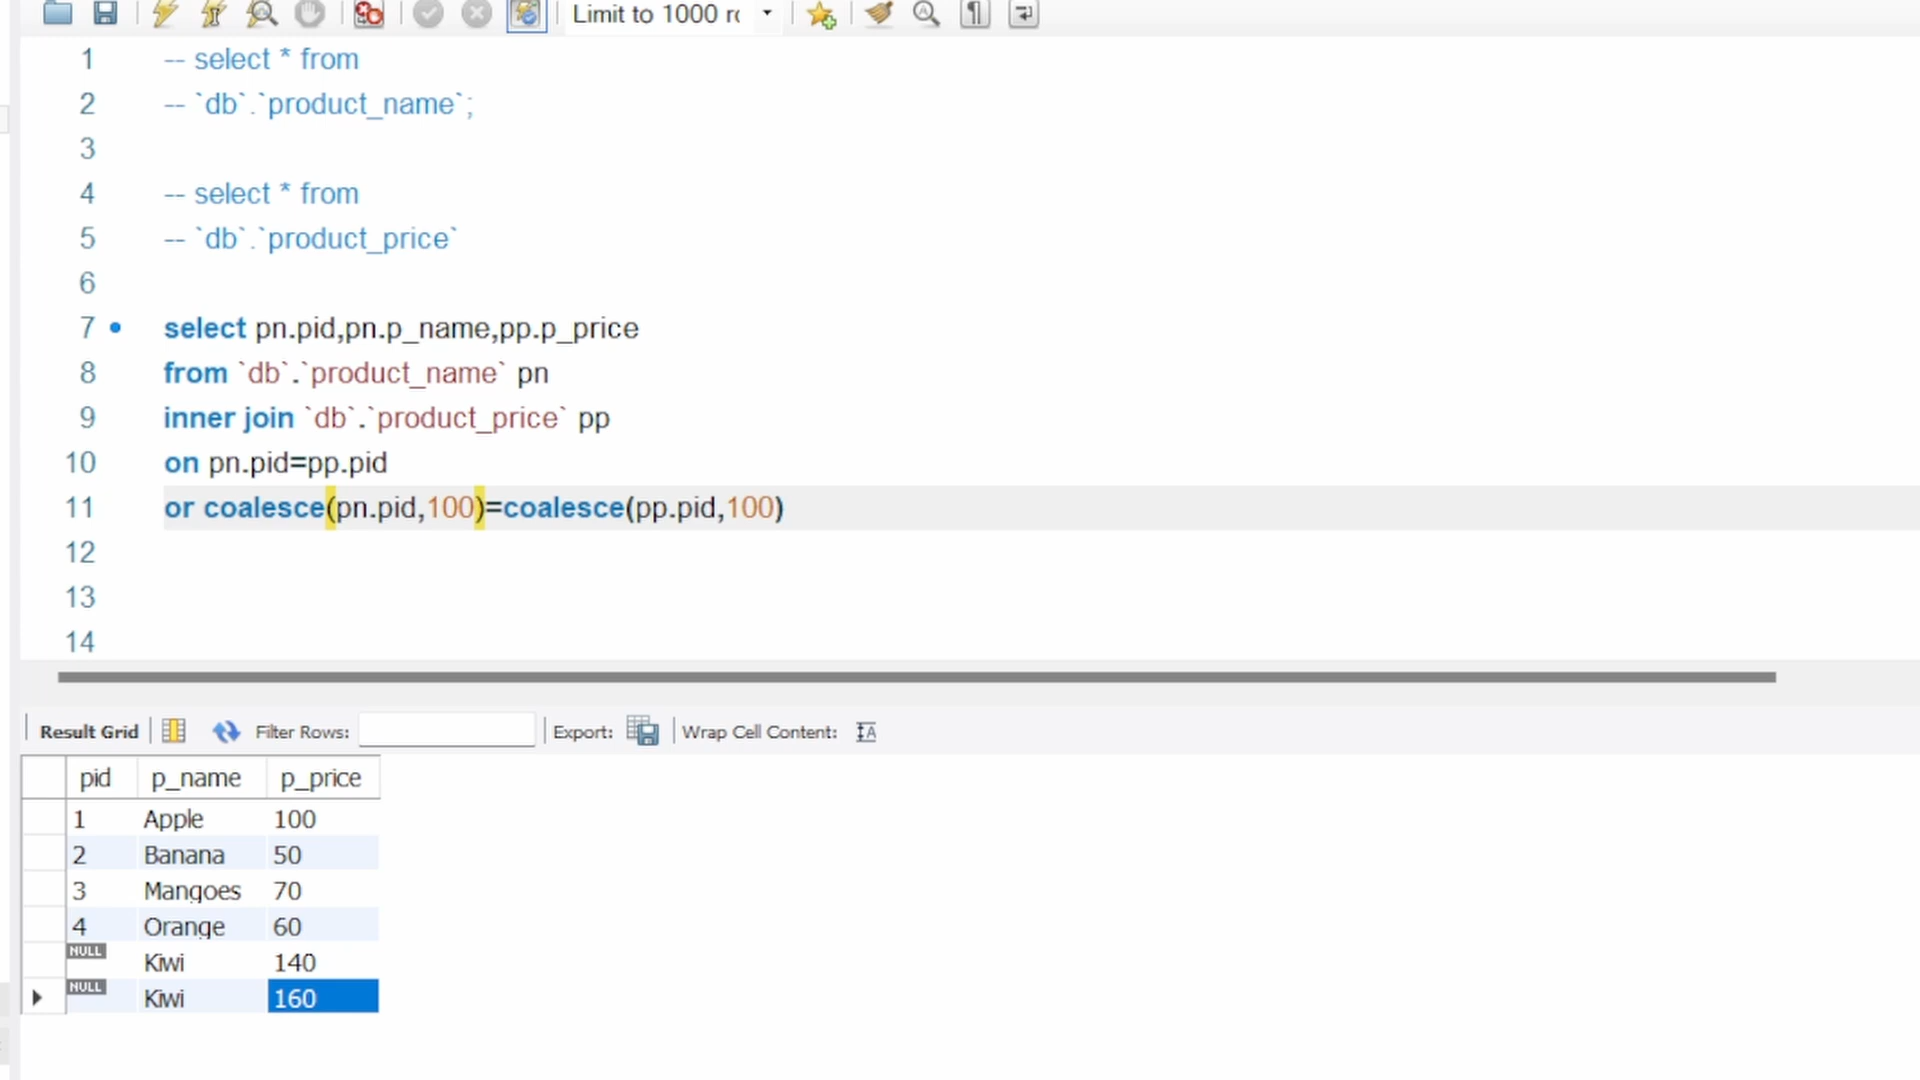 Limit to 1000 rc
1 -- select * from
2 -- `db`.`product_name`;
3
4 -- select * from
5 -- `db`.`product_price`
6
7 select pn.pid,pn.p_name,pp.p_price
8 from `db`.`product_name` pn
9 inner join `db`.`product_price` pp
10 on pn.pid=pp.pid
11 or coalesce(pn.pid,100)=coalesce(pp.pid,100)
12
13
14
Result Grid Filter Rows: Export: Wrap Cell Content:
pid p_name p_price
1 Apple 100
2 Banana 50
3 Mangoes 70
4 Orange 60
NULL Kiwi 140
NULL Kiwi 160